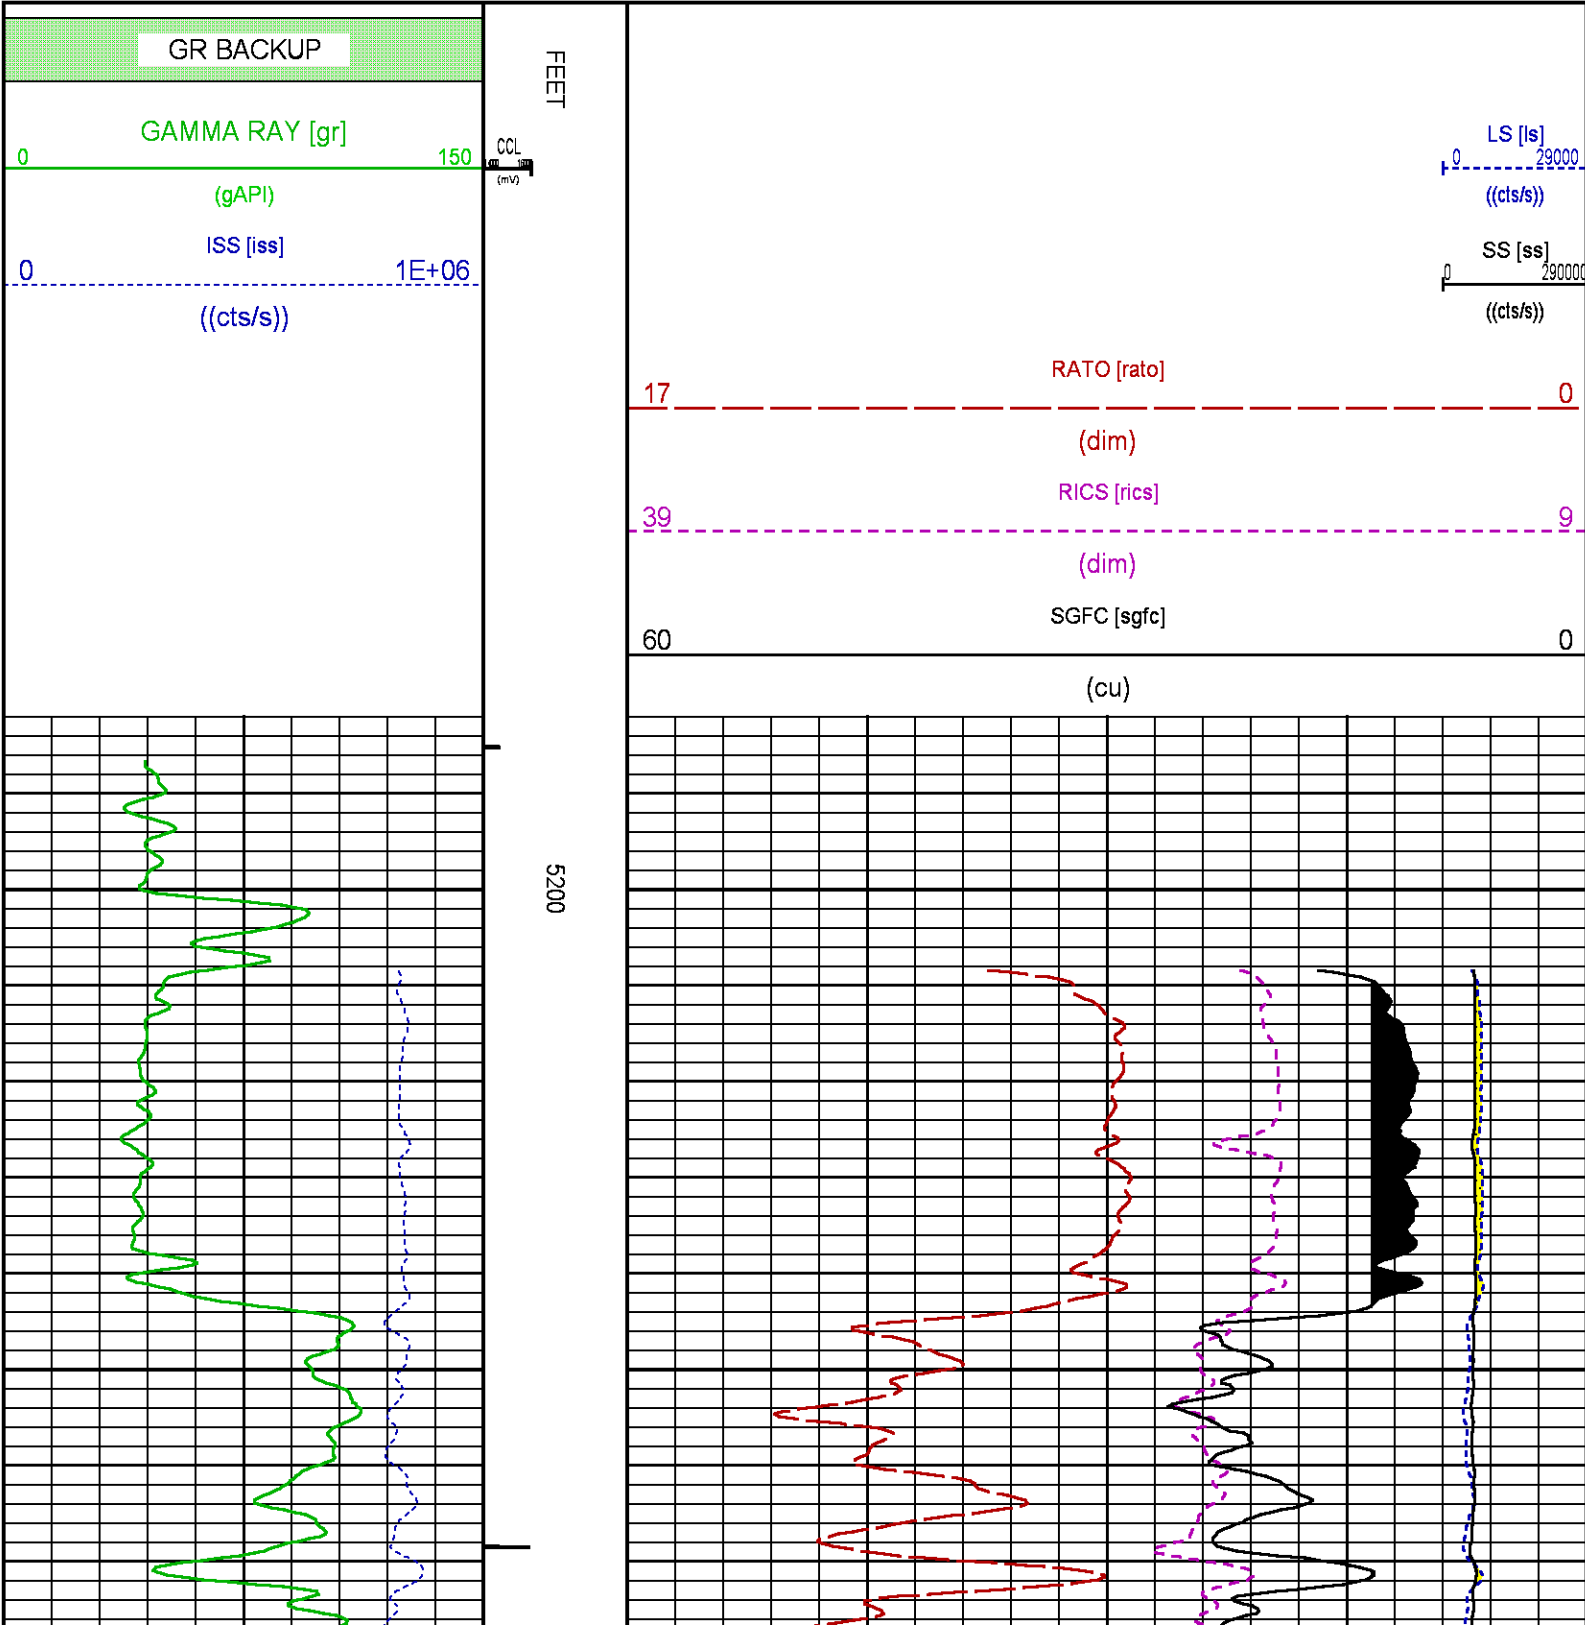 GR BACKUP
GAMMA RAY [gr]
0 150
(gAPI)
ISS [iss]
0 1E+06
((cts/s))
FEET
CCL
(mV)
LS [ls]
0 29000
((cts/s))
SS [ss]
0 290000
((cts/s))
RATO [rato]
17 0
(dim)
RICS [rics]
39 9
(dim)
SGFC [sgfc]
60 0
(cu)
5200